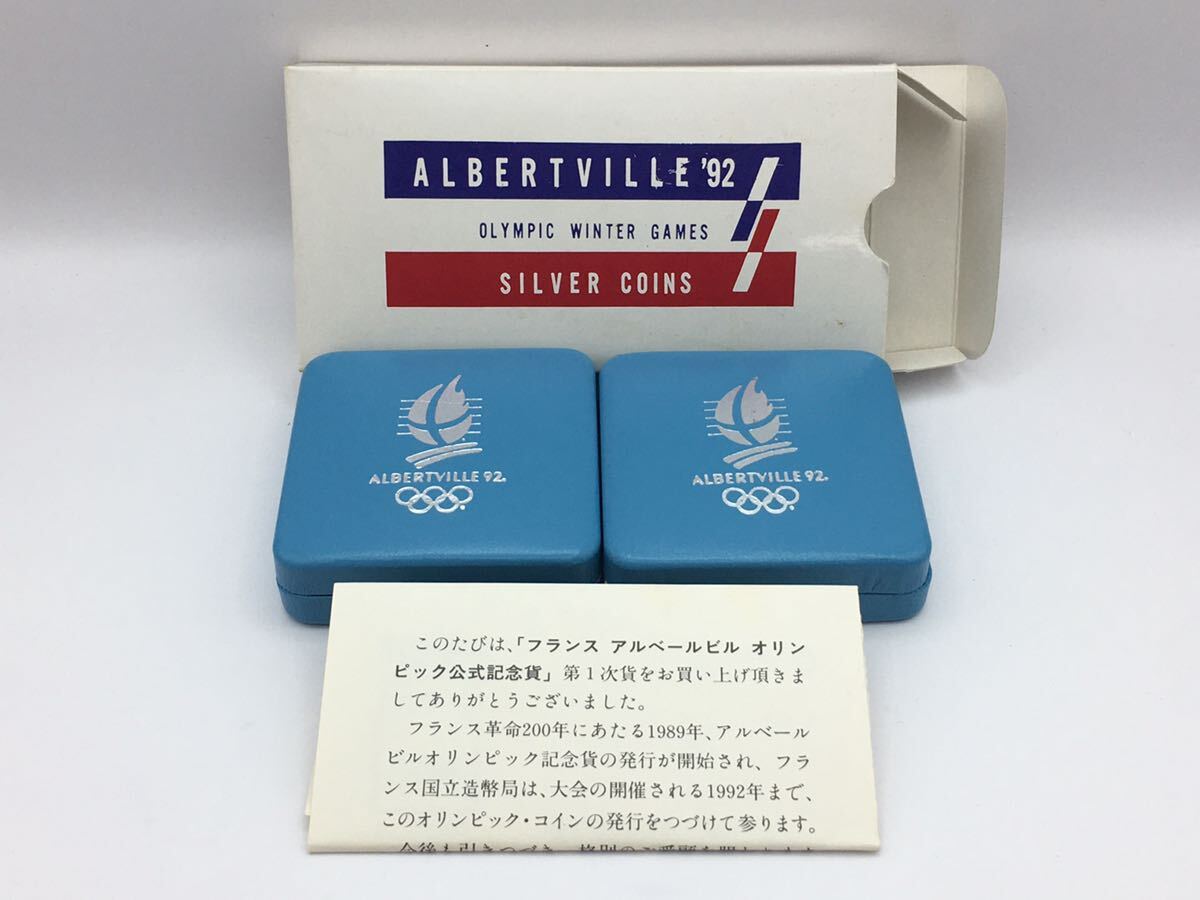 ALBERTVILLE '92
OLYMPIC WINTER GAMES
SILVER COINS
ALBERTVILLE 92.
ALBERTVILLE 92.
このたびは、「フランス アルベールビル オリン
ピック公式記念貨」第1次貨をお買い上げ頂きま
してありがとうございました。
フランス革命200年にあたる1989年、アルベール
ビルオリンピック記念貨の発行が開始され、フラ
ンス国立造幣局は、大会の開催される1992年まで、
このオリンピック・コインの発行をつづけて参ります。